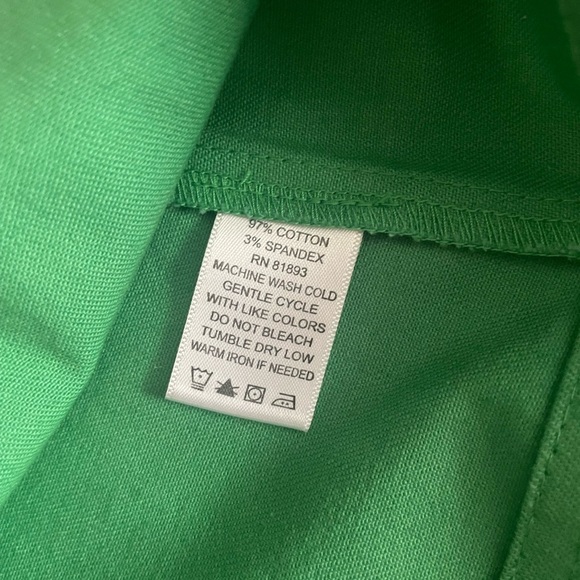 97% COTTON
3% SPANDEX
RN 81893
MACHINE WASH COLD
GENTLE CYCLE
WITH LIKE COLORS
DO NOT BLEACH
TUMBLE DRY LOW
WARM IRON IF NEEDED